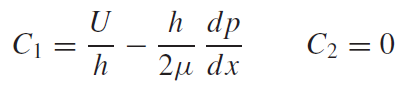 C₁ = U/h − h/2μ dp/dx    C₂ = 0